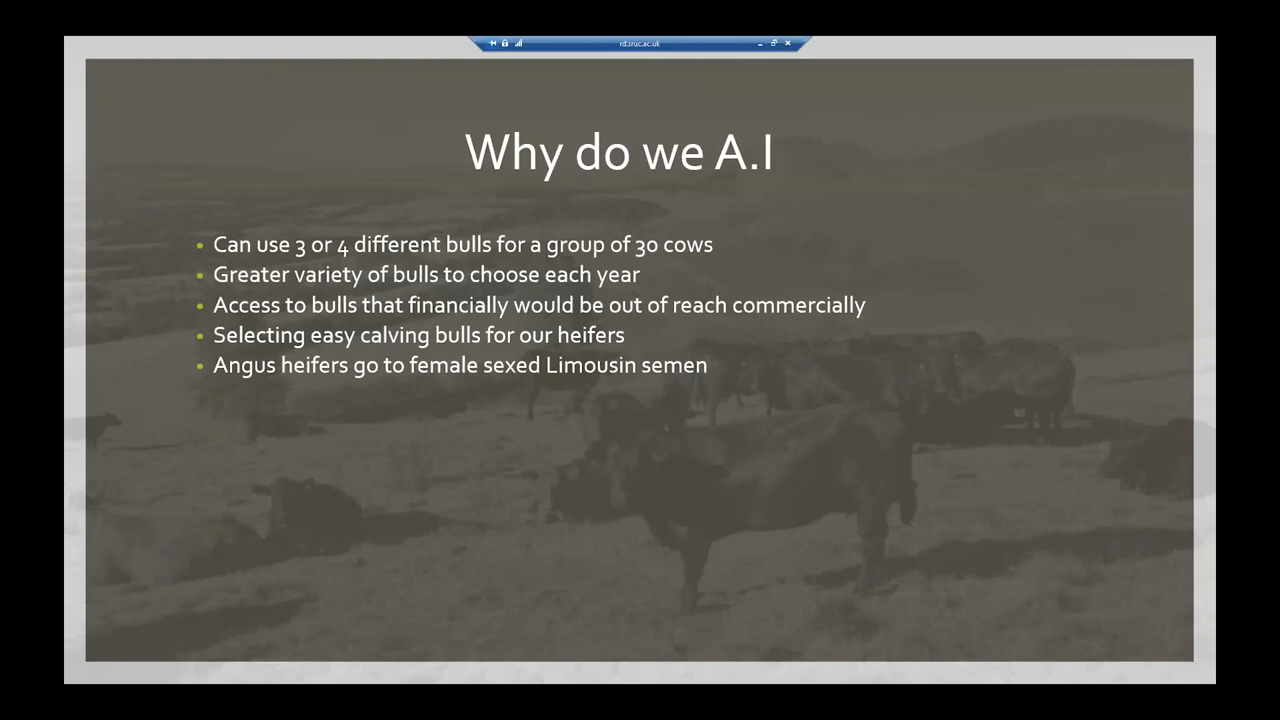 rd.sruc.ac.uk
Why do we A.I
• Can use 3 or 4 different bulls for a group of 30 cows
• Greater variety of bulls to choose each year
• Access to bulls that financially would be out of reach commercially
• Selecting easy calving bulls for our heifers
• Angus heifers go to female sexed Limousin semen